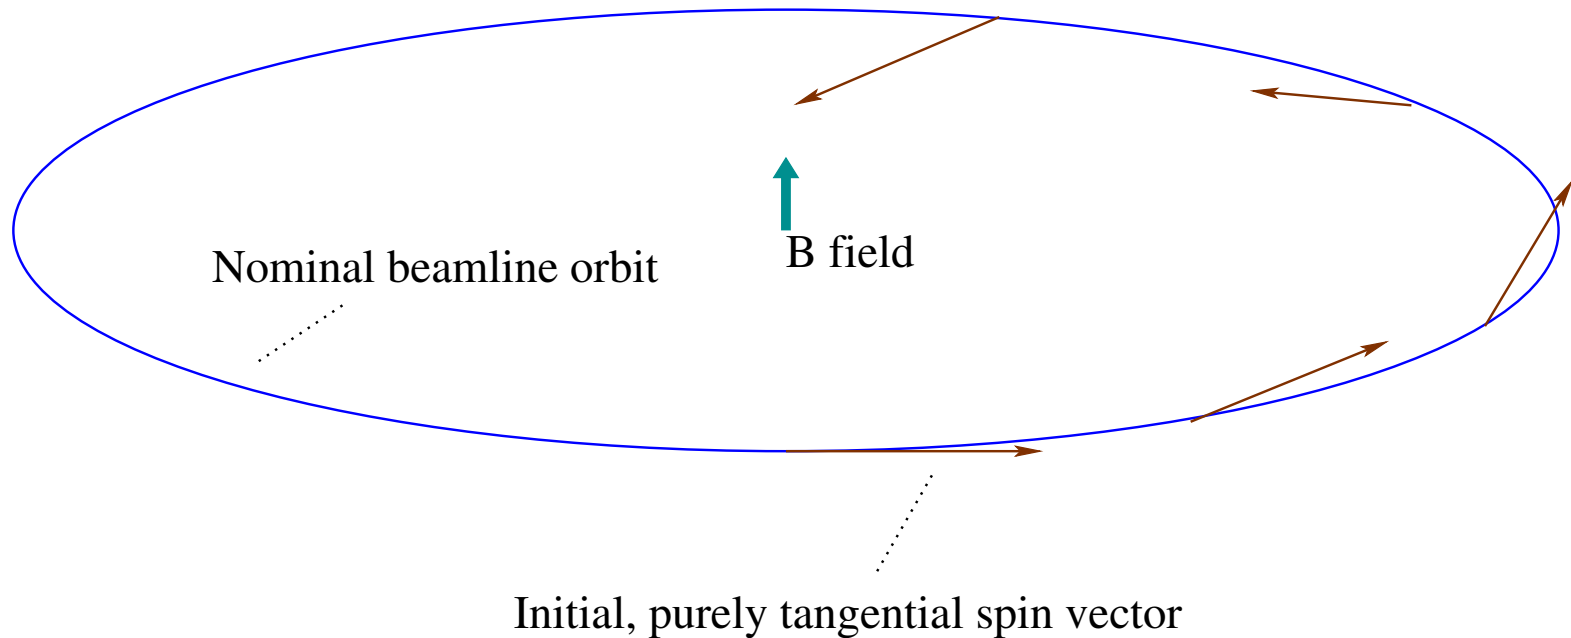 B field
Nominal beamline orbit
Initial, purely tangential spin vector